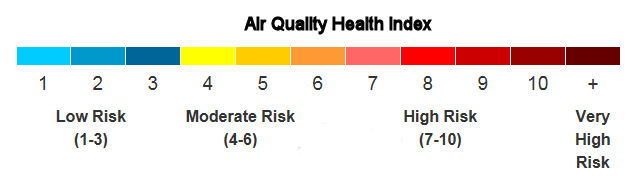 Air Quality Health Index
1 2 3 4 5 6 7 8 9 10 +
Low Risk Moderate Risk High Risk Very
(1-3) (4-6) (7-10) High
Risk